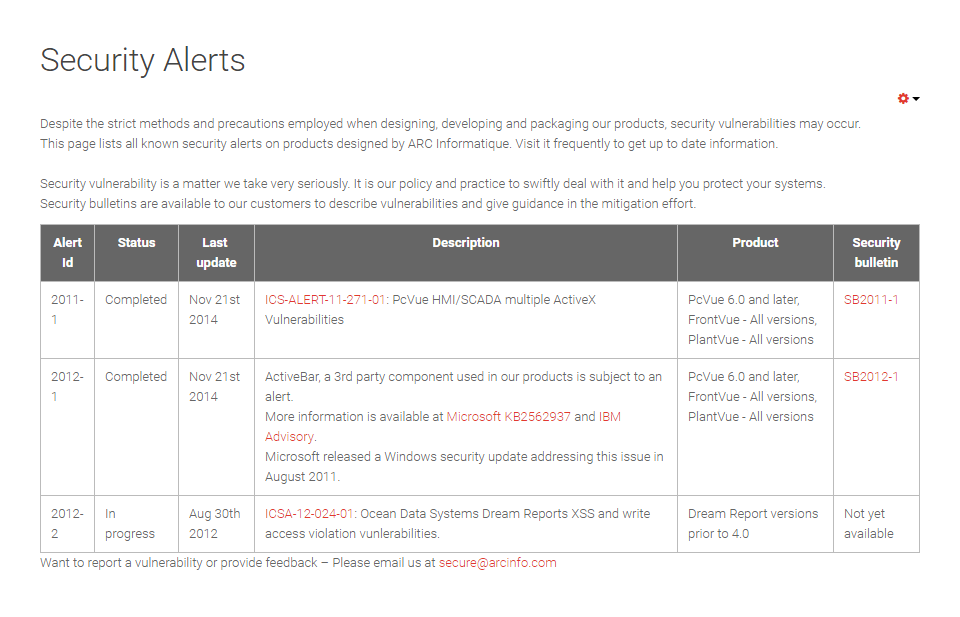 Security Alerts
Despite the strict methods and precautions employed when designing, developing and packaging our products, security vulnerabilities may occur.
This page lists all known security alerts on products designed by ARC Informatique. Visit it frequently to get up to date information.
Security vulnerability is a matter we take very seriously. It is our policy and practice to swiftly deal with it and help you protect your systems.
Security bulletins are available to our customers to describe vulnerabilities and give guidance in the mitigation effort.
Alert
Id
Status
Last
update
Description
Product
Security
bulletin
2011-
1
Completed
Nov 21st
2014
ICS-ALERT-11-271-01: PcVue HMI/SCADA multiple ActiveX
Vulnerabilities
PcVue 6.0 and later,
FrontVue - All versions,
PlantVue - All versions
SB2011-1
2012-
1
Completed
Nov 21st
2014
ActiveBar, a 3rd party component used in our products is subject to an
alert.
More information is available at Microsoft KB2562937 and IBM
Advisory.
Microsoft released a Windows security update addressing this issue in
August 2011.
PcVue 6.0 and later,
FrontVue - All versions,
PlantVue - All versions
SB2012-1
2012-
2
In
progress
Aug 30th
2012
ICSA-12-024-01: Ocean Data Systems Dream Reports XSS and write
access violation vunlerabilities.
Dream Report versions
prior to 4.0
Not yet
available
Want to report a vulnerability or provide feedback – Please email us at secure@arcinfo.com